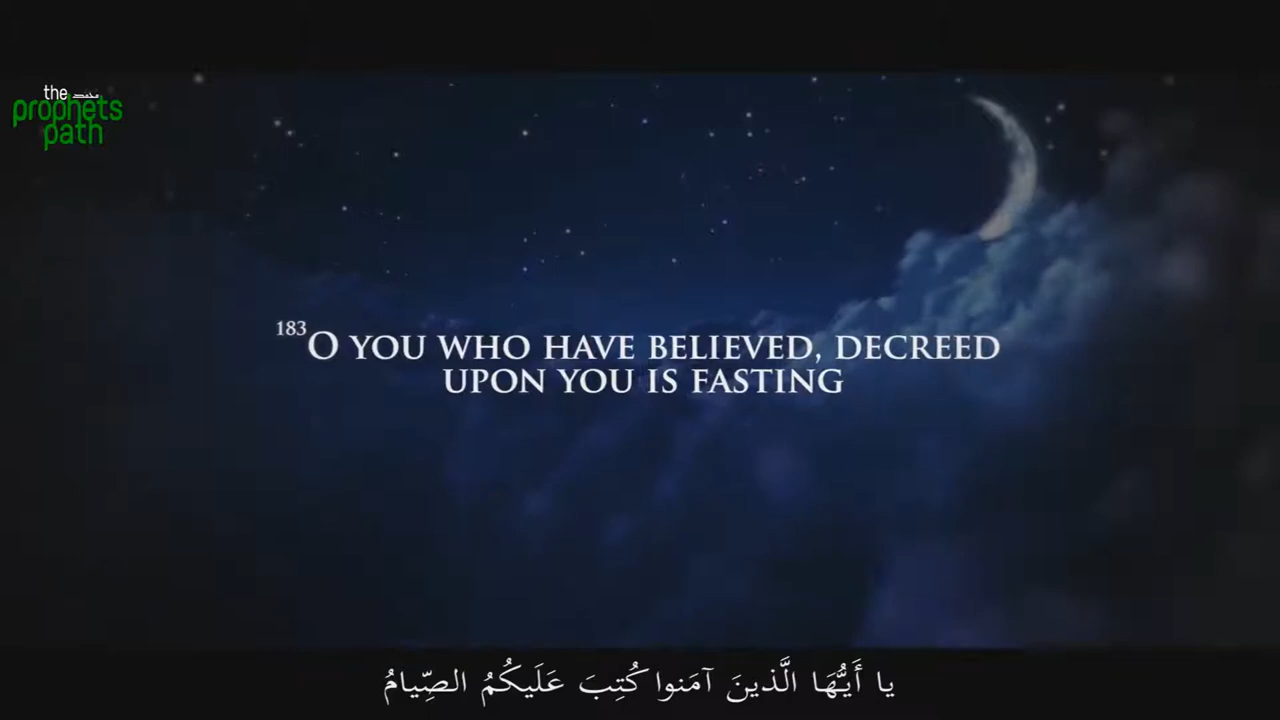 the
prophets
path
183 O YOU WHO HAVE BELIEVED, DECREED
UPON YOU IS FASTING
يا أَيُّهَا الَّذينَ آمَنوا كُتِبَ عَلَيكُمُ الصِّيامُ